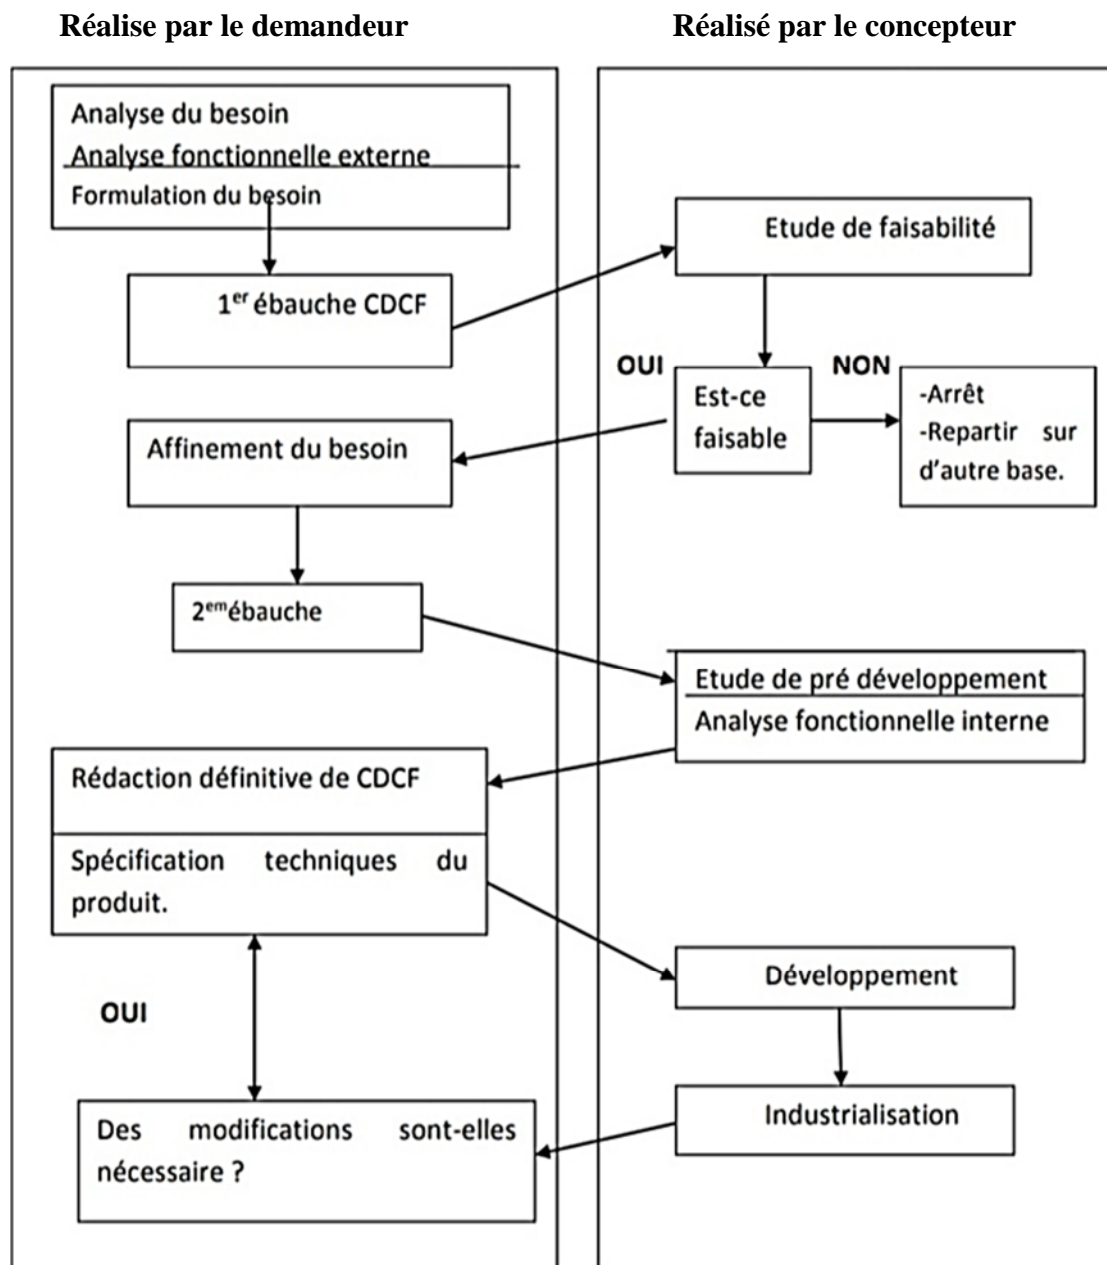 Réalise par le demandeur
Réalisé par le concepteur
Analyse du besoin
Analyse fonctionnelle externe
Formulation du besoin
1er ébauche CDCF
Etude de faisabilité
OUI
NON
Est-ce
faisable
-Arrêt
-Repartir sur
d'autre base.
Affinement du besoin
2emébauche
Etude de pré développement
Analyse fonctionnelle interne
Rédaction définitive de CDCF
Spécification techniques du
produit.
Développement
OUI
Industrialisation
Des modifications sont-elles
nécessaire ?